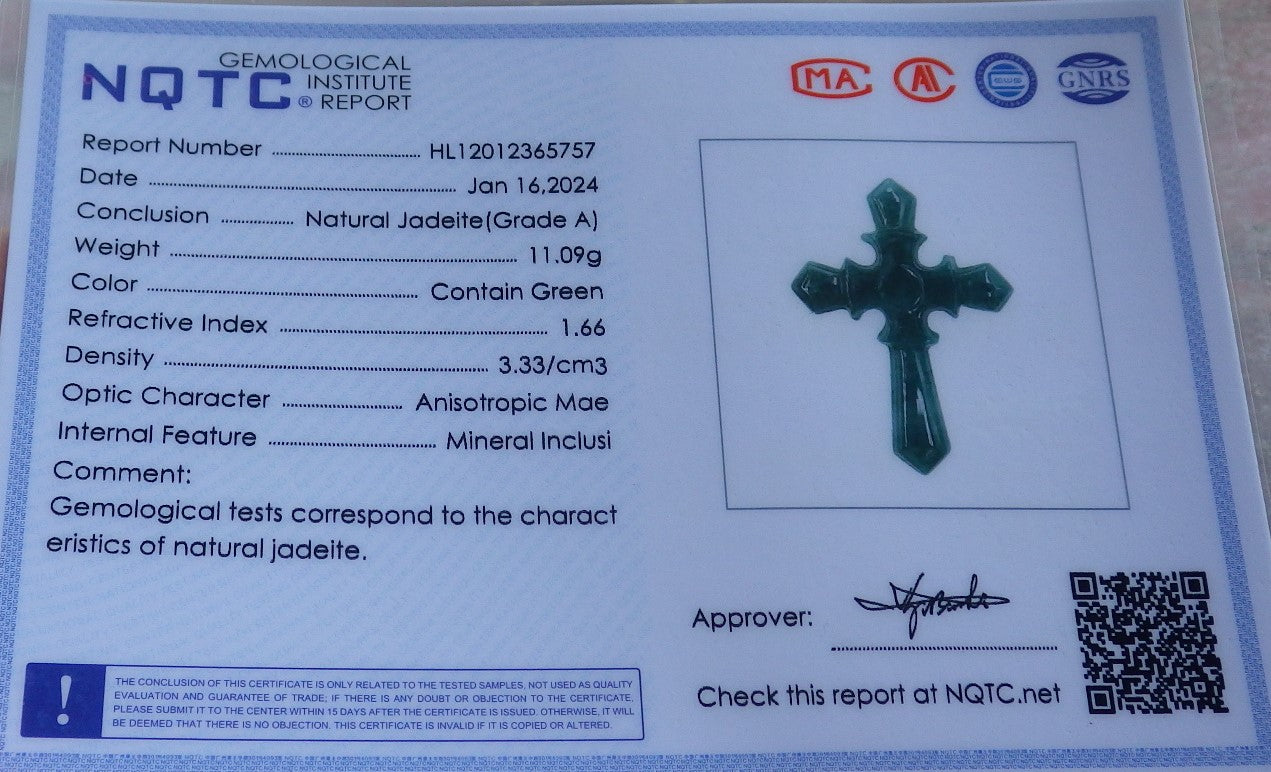 NQTC® GEMOLOGICAL
INSTITUTE
REPORT
MA
GNRS
Report Number HL12012365757
Date Jan 16,2024
Conclusion Natural Jadeite(Grade A)
Weight 11.09g
Color Contain Green
Refractive Index 1.66
Density 3.33/cm3
Optic Character Anisotropic Mae
Internal Feature Mineral Inclusi
Comment:
Gemological tests correspond to the charact
eristics of natural jadeite.
Approver:
Check this report at NQTC.net
!
THE CONCLUSION OF THIS CERTIFICATE IS ONLY RELATED TO THE TESTED SAMPLES, NOT USED AS QUALITY
EVALUATION AND GUARANTEE OF TRADE; IF THERE IS ANY DOUBT OR OBJECTION TO THE CERTIFICATE,
PLEASE SUBMIT IT TO THE CENTER WITHIN 15 DAYS AFTER THE CERTIFICATE IS ISSUED. OTHERWISE, IT WILL
BE DEEMED THAT THERE IS NO OBJECTION. THIS CERTIFICATE IS INVALID IF IT IS COPIED OR ALTERED.